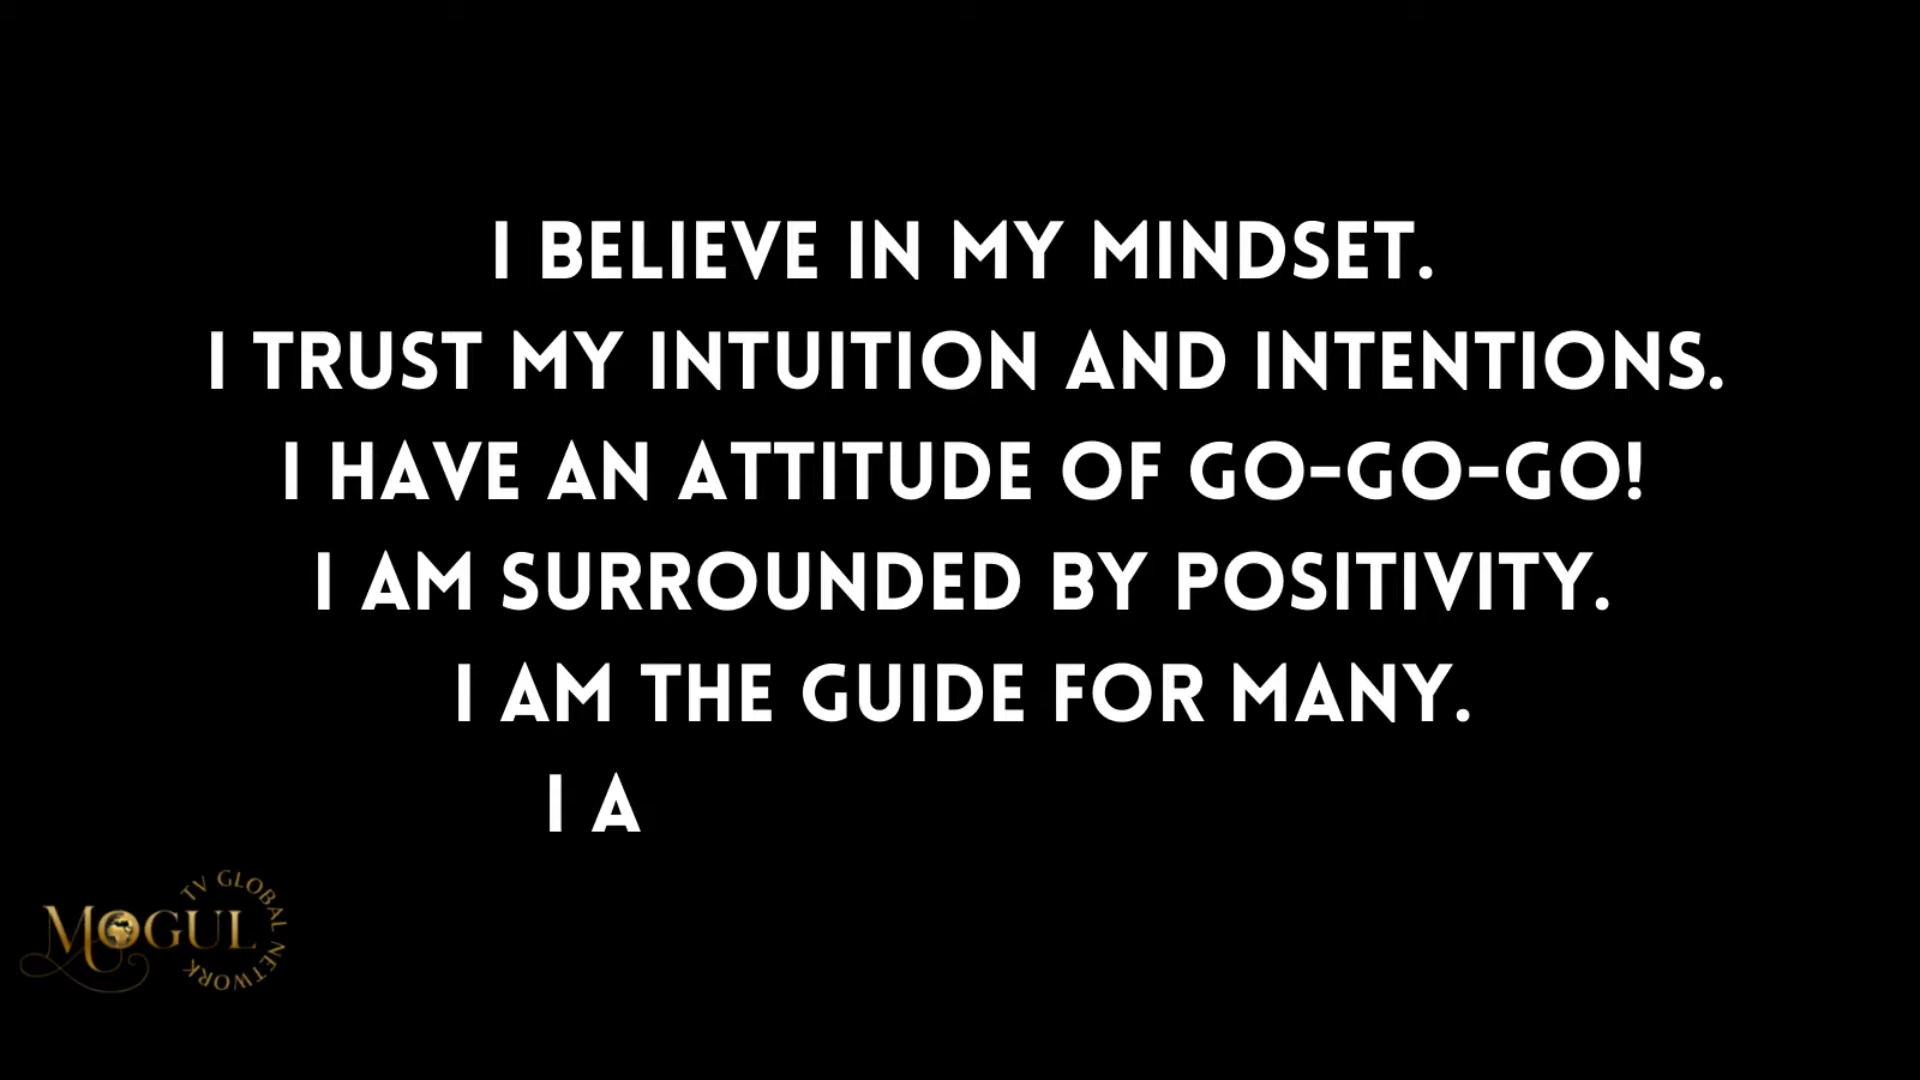 I BELIEVE IN MY MINDSET.
I TRUST MY INTUITION AND INTENTIONS.
I HAVE AN ATTITUDE OF GO-GO-GO!
I AM SURROUNDED BY POSITIVITY.
I AM THE GUIDE FOR MANY.
I A
MOGUL
TV GLOBAL NETWORK